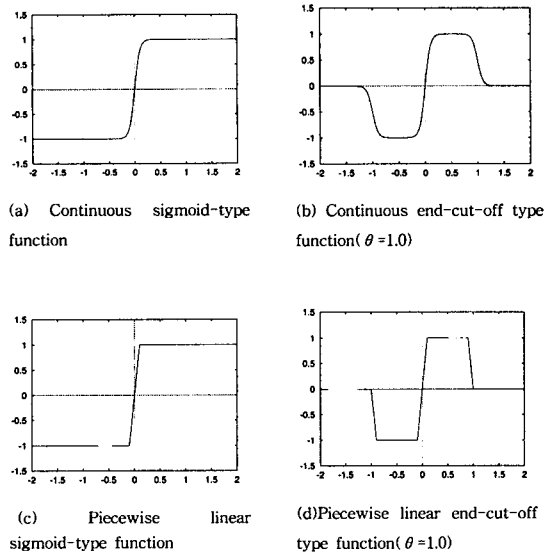 1.5
1
0.5
0
-0.5
-1
-1.5
-2 -1.5 -1 -0.5 0 0.5 1 1.5 2
(a) Continuous sigmoid-type
function
1.5
1
0.5
0
-0.5
-1
-1.5
-2 -1.5 -1 -0.5 0 0.5 1 1.5 2
(b) Continuous end-cut-off type
function( θ =1.0)
1.5
1
0.5
0
-0.5
-1
-1.5
-2 -1.5 -1 -0.5 0 0.5 1 1.5 2
(c) Piecewise linear
sigmoid-type function
1.5
1
0.5
0
-0.5
-1
-1.5
-2 -1.5 -1 -0.5 0 0.5 1 1.5 2
(d)Piecewise linear end-cut-off
type function( θ =1.0)